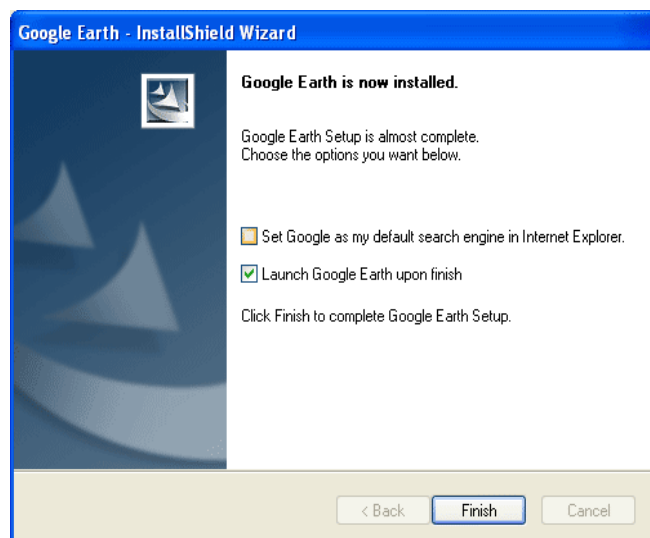 Google Earth - InstallShield Wizard
Google Earth is now installed.
Google Earth Setup is almost complete.
Choose the options you want below.
Set Google as my default search engine in Internet Explorer.
Launch Google Earth upon finish
Click Finish to complete Google Earth Setup.
< Back Finish Cancel